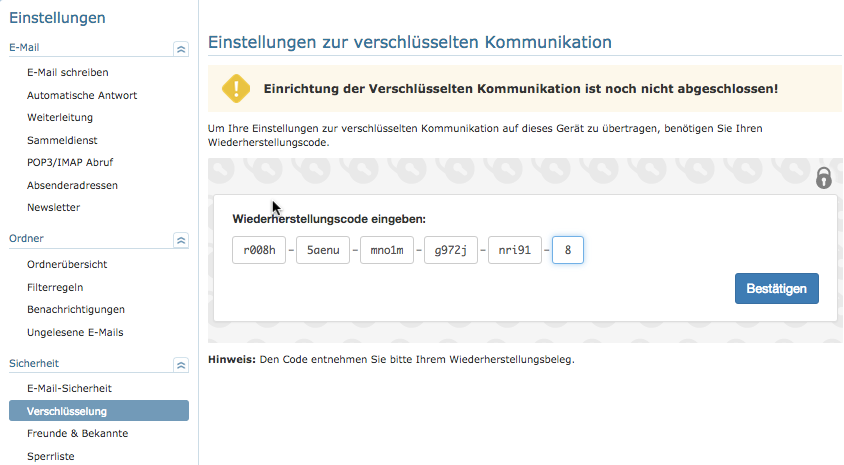 Einstellungen
E-Mail
E-Mail schreiben
Automatische Antwort
Weiterleitung
Sammeldienst
POP3/IMAP Abruf
Absenderadressen
Newsletter
Ordner
Ordnerübersicht
Filterregeln
Benachrichtigungen
Ungelesene E-Mails
Sicherheit
E-Mail-Sicherheit
Verschlüsselung
Freunde & Bekannte
Sperrliste
Einstellungen zur verschlüsselten Kommunikation
Einrichtung der Verschlüsselten Kommunikation ist noch nicht abgeschlossen!
Um Ihre Einstellungen zur verschlüsselten Kommunikation auf dieses Gerät zu übertragen, benötigen Sie Ihren
Wiederherstellungscode.
Wiederherstellungscode eingeben:
r008h – 5aenu – mno1m – g972j – nri91 – 8
Bestätigen
Hinweis: Den Code entnehmen Sie bitte Ihrem Wiederherstellungsbeleg.